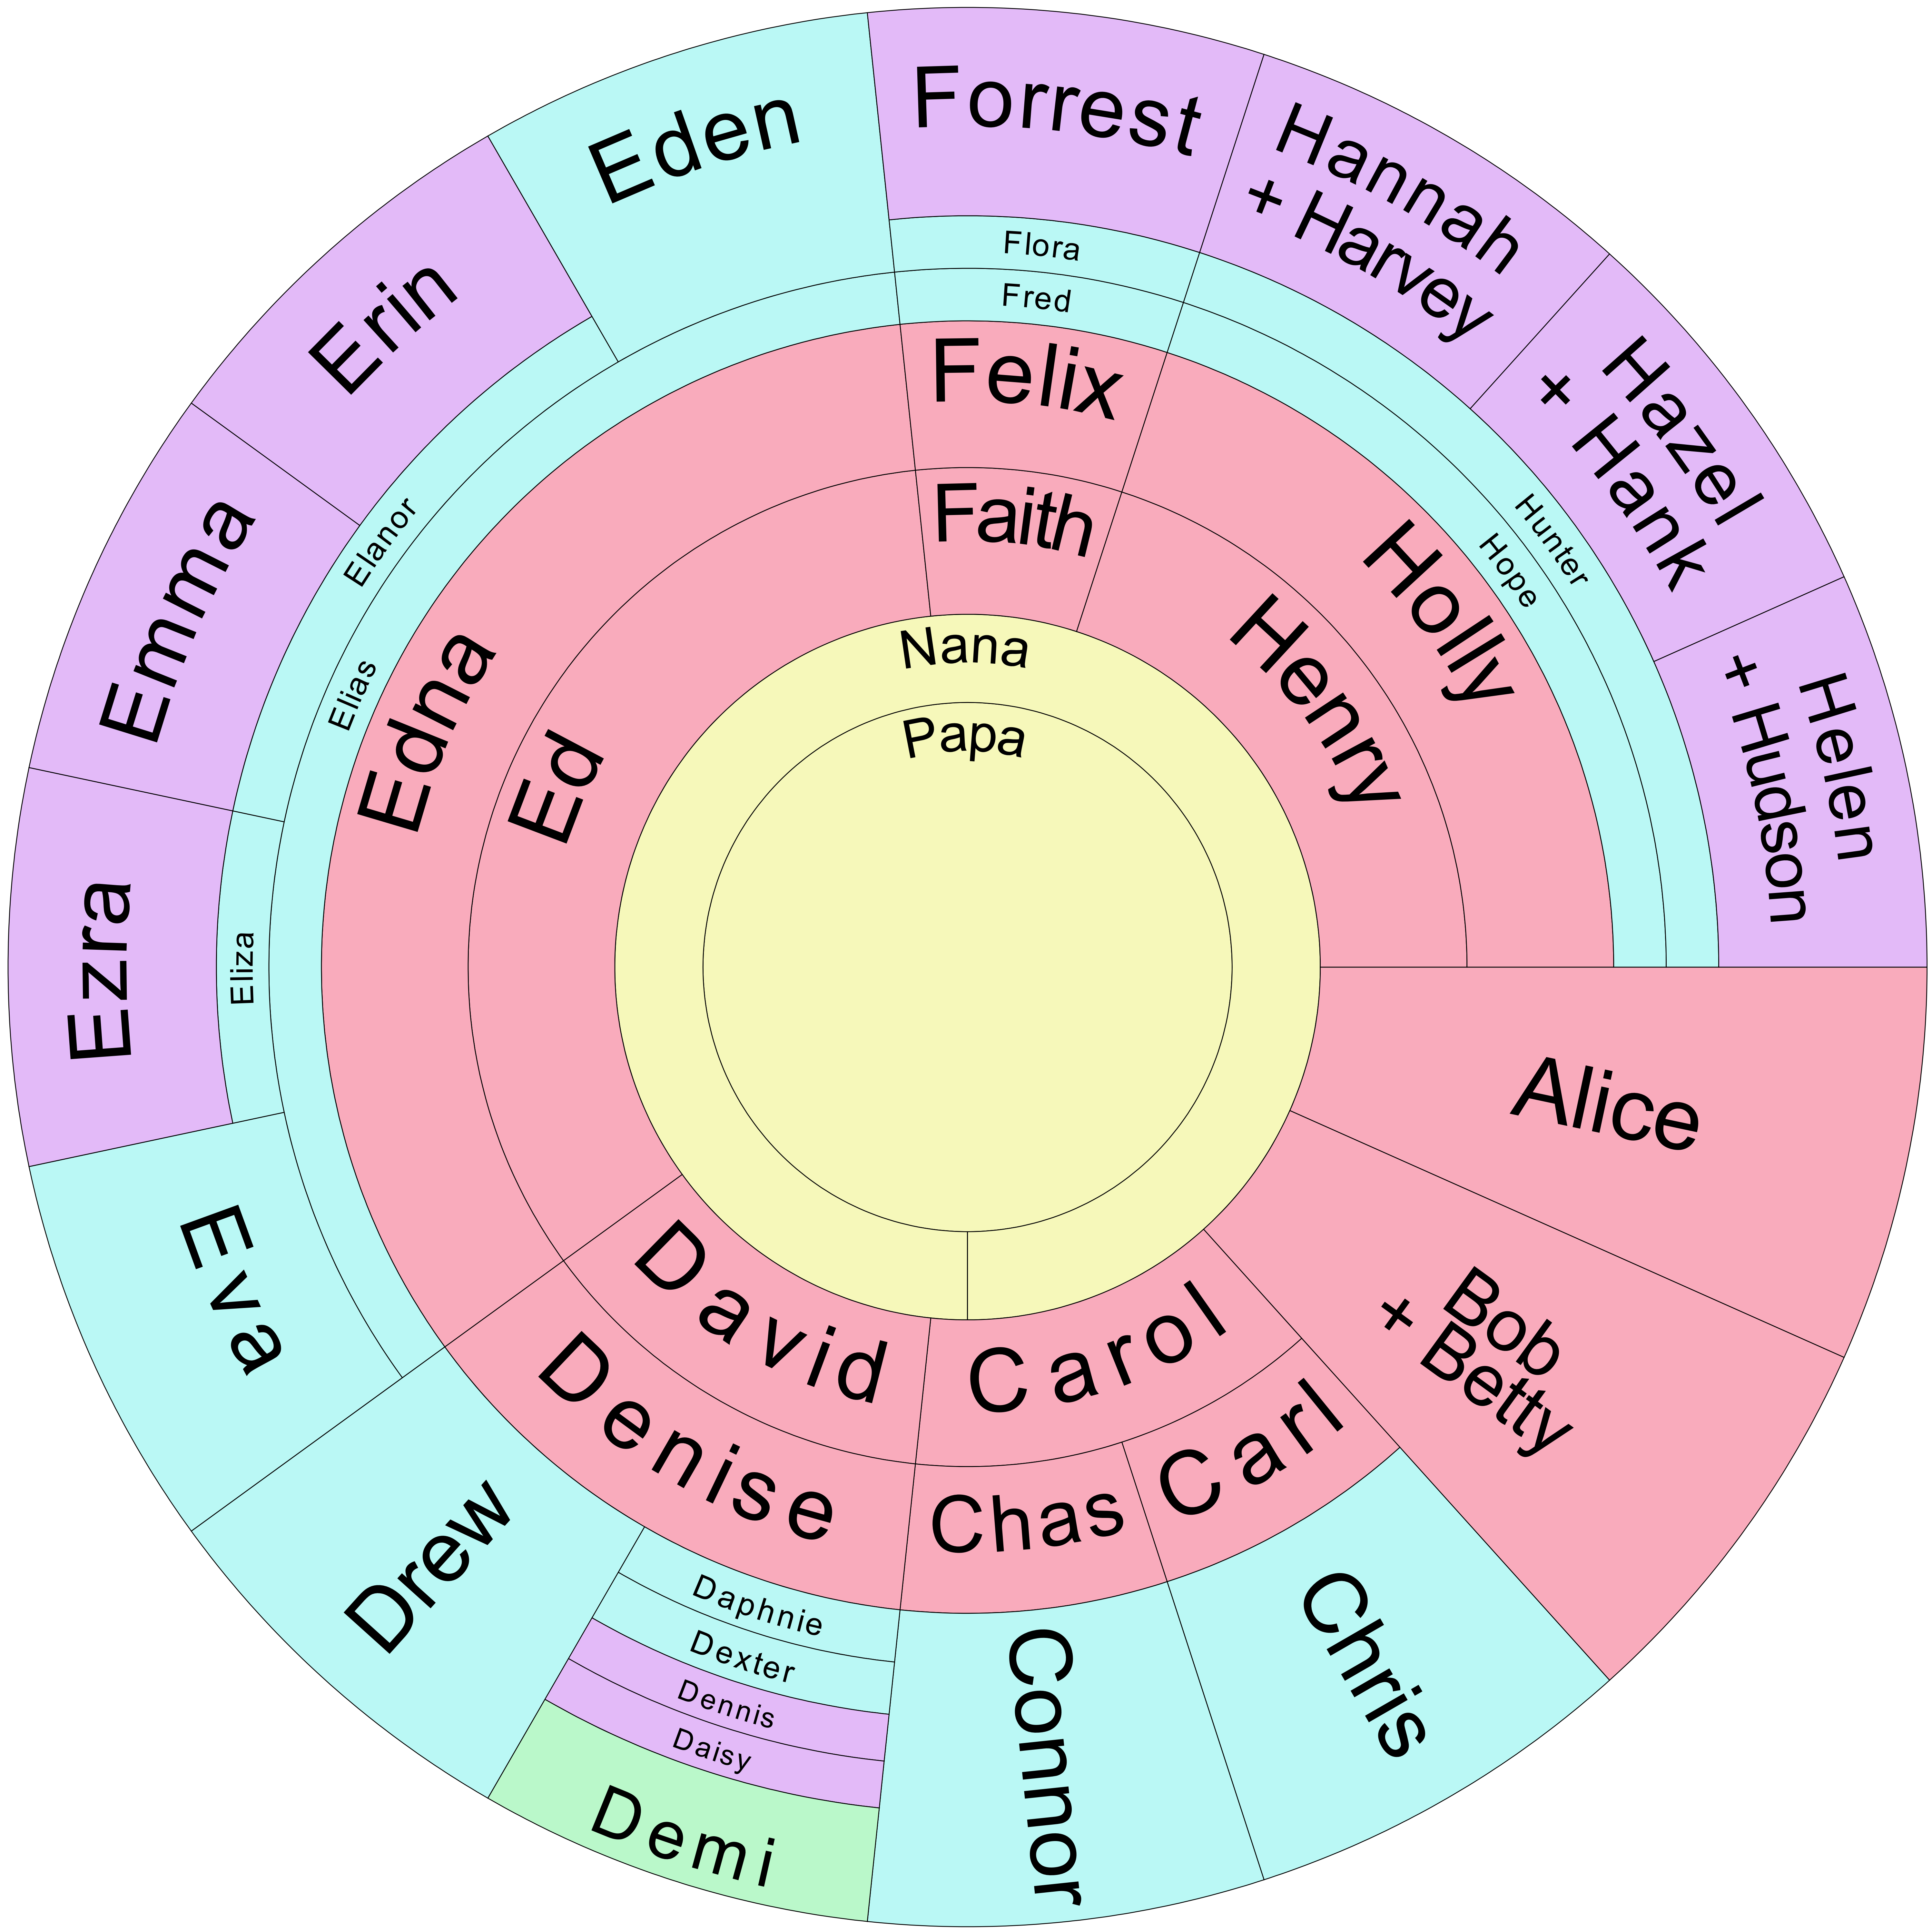 Papa
Nana
Alice
Bob
+ Betty
Carol
Carl
Chris
Chas
Connor
David
Denise
Daphnie
Dexter
Dennis
Daisy
Demi
Drew
Ed
Edna
Elias
Eva
Eliza
Ezra
Elanor
Emma
Erin
Eden
Faith
Felix
Fred
Flora
Forrest
Henry
Holly
Hope
Hunter
Hannah
+ Harvey
Hazel
+ Hank
Helen
+ Hudson